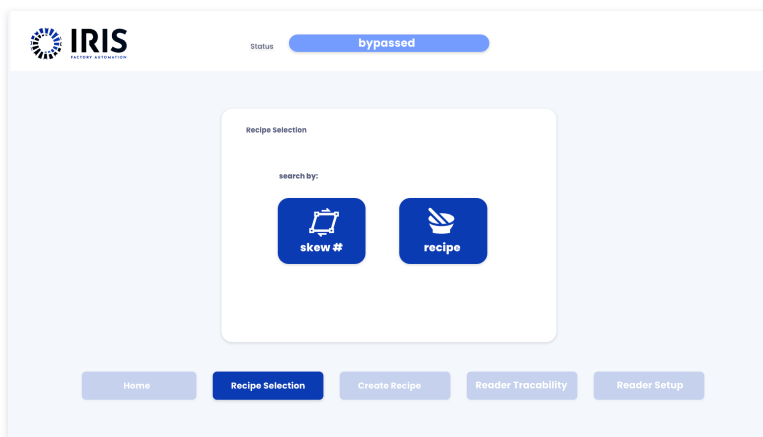 IRIS
FACTORY AUTOMATION
Status
bypassed
Recipe Selection
search by:
skew #
recipe
Home
Recipe Selection
Create Recipe
Reader Tracability
Reader Setup